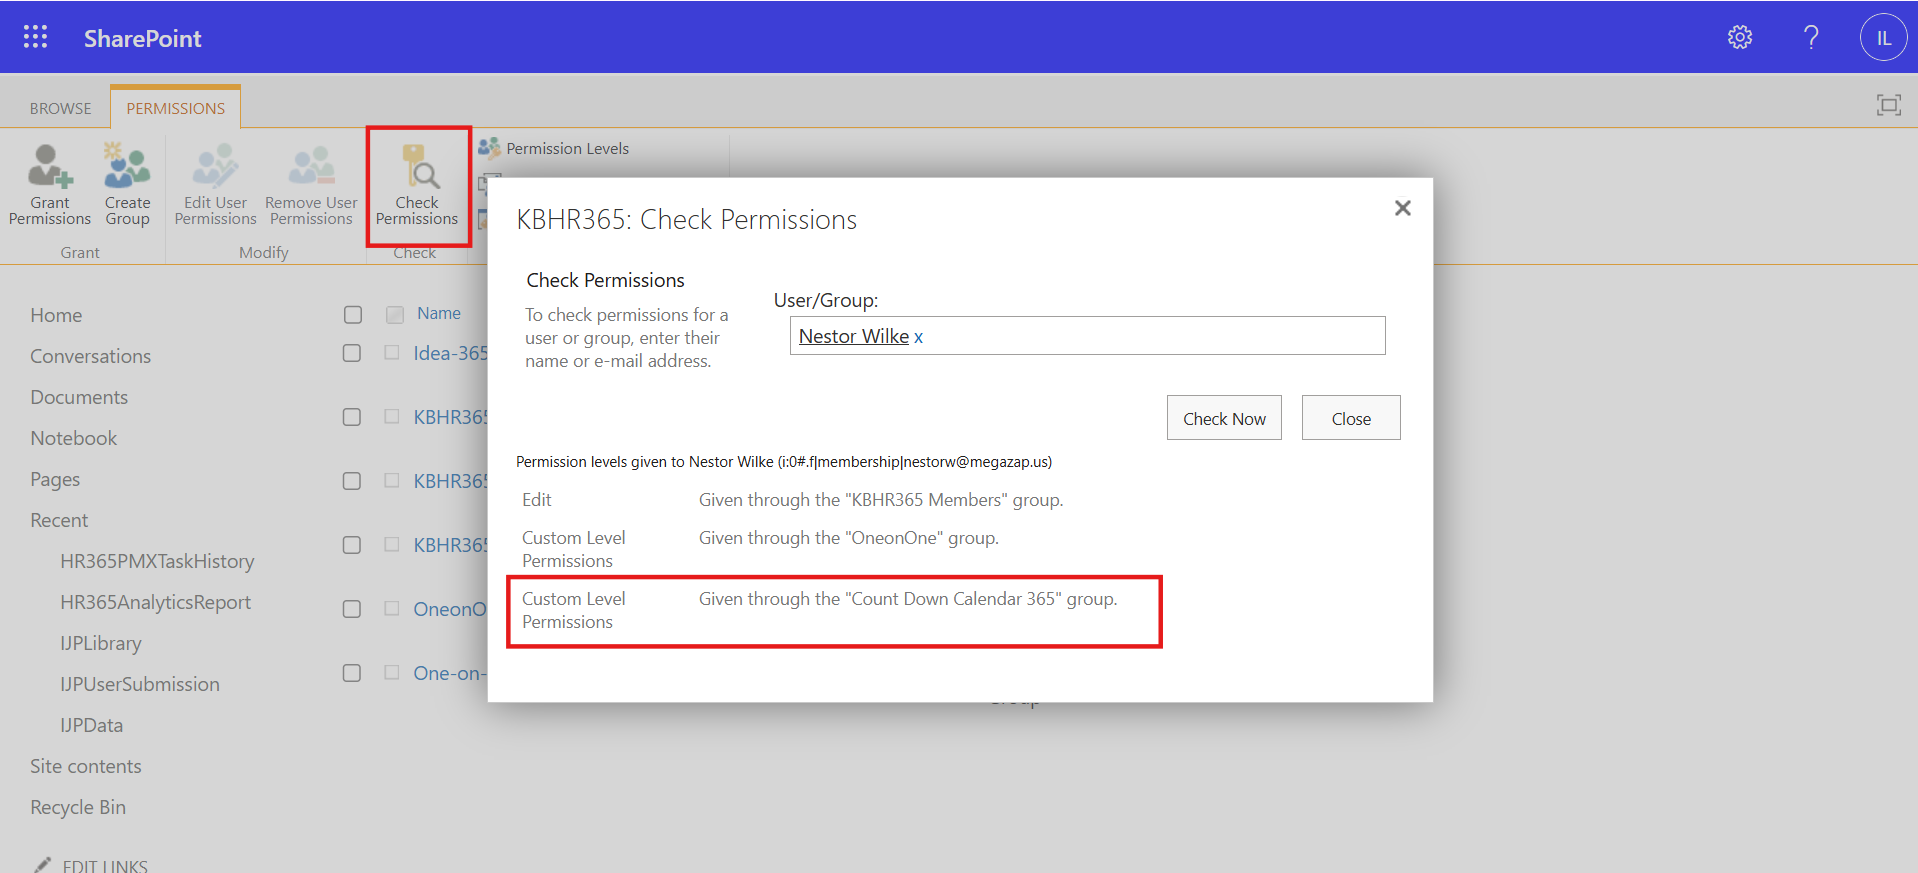 SharePoint
IL
BROWSE
PERMISSIONS
Grant Permissions
Create Group
Edit User Permissions
Remove User Permissions
Check Permissions
Permission Levels
Grant
Modify
Check
KBHR365: Check Permissions
Check Permissions
To check permissions for a
user or group, enter their
name or e-mail address.
User/Group:
Nestor Wilke x
Check Now
Close
Permission levels given to Nestor Wilke (i:0#.f|membership|nestorw@megazap.us)
Edit
Given through the "KBHR365 Members" group.
Custom Level
Permissions
Given through the "OneonOne" group.
Custom Level
Permissions
Given through the "Count Down Calendar 365" group.
Home
Conversations
Documents
Notebook
Pages
Recent
HR365PMXTaskHistory
HR365AnalyticsReport
IJPLibrary
IJPUserSubmission
IJPData
Site contents
Recycle Bin
EDIT LINKS
Name
Idea-365
KBHR365
KBHR365
KBHR365
OneonO
One-on-